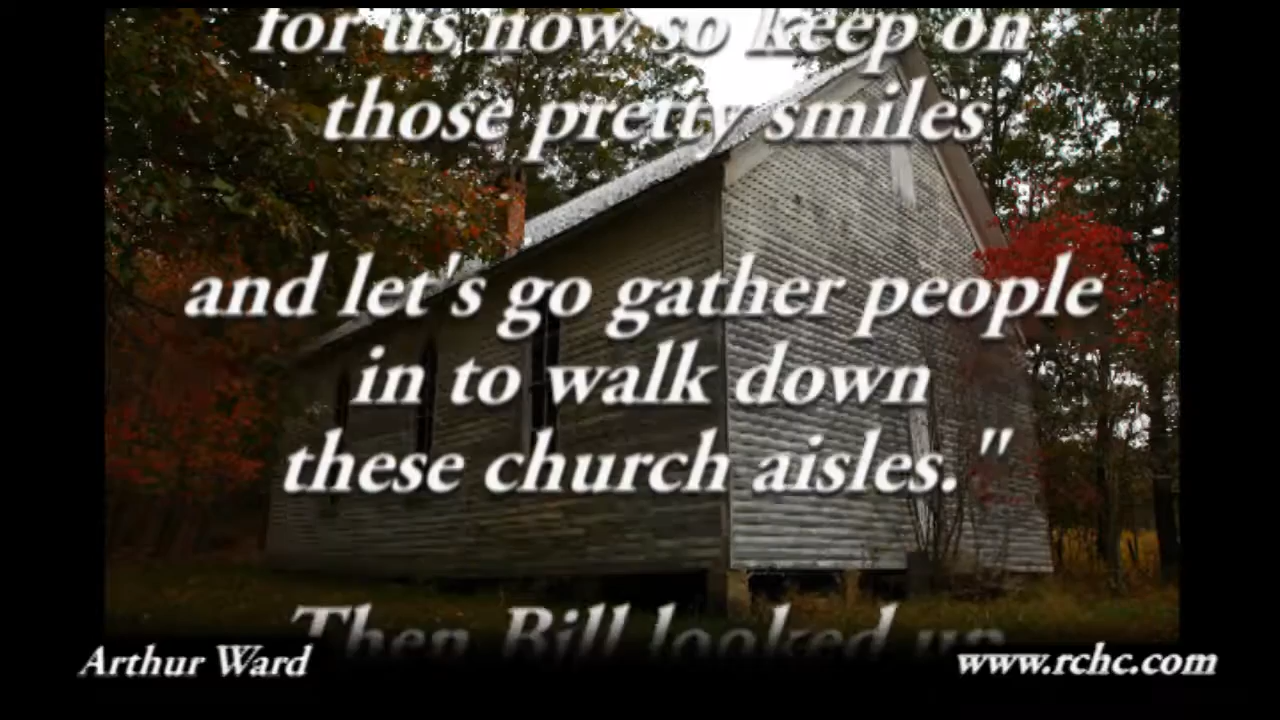 for us now so keep on
those pretty smiles
and let's go gather people
in to walk down
these church aisles."
Then Bill looked up
Arthur Ward
www.rchc.com